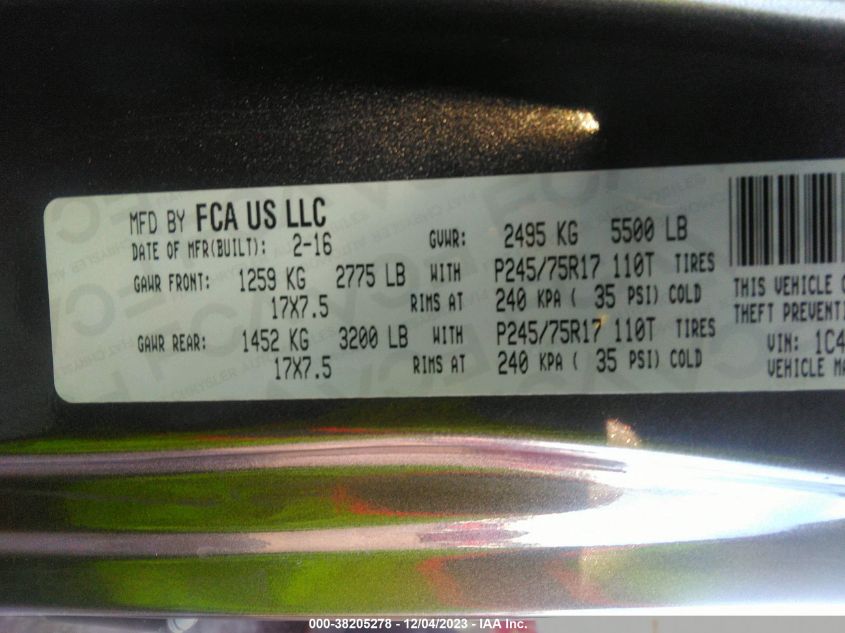 MFD BY FCA US LLC
DATE OF MFR(BUILT): 2-16 GVWR: 2495 KG 5500 LB
GAWR FRONT: 1259 KG 2775 LB WITH P245/75R17 110T TIRES
17X7.5 RIMS AT 240 KPA ( 35 PSI) COLD
GAWR REAR: 1452 KG 3200 LB WITH P245/75R17 110T TIRES
17X7.5 RIMS AT 240 KPA ( 35 PSI) COLD
THIS VEHICLE
THEFT PREVENTI
VIN: 1C4
VEHICLE MA
000-38205278 - 12/04/2023 - IAA Inc.